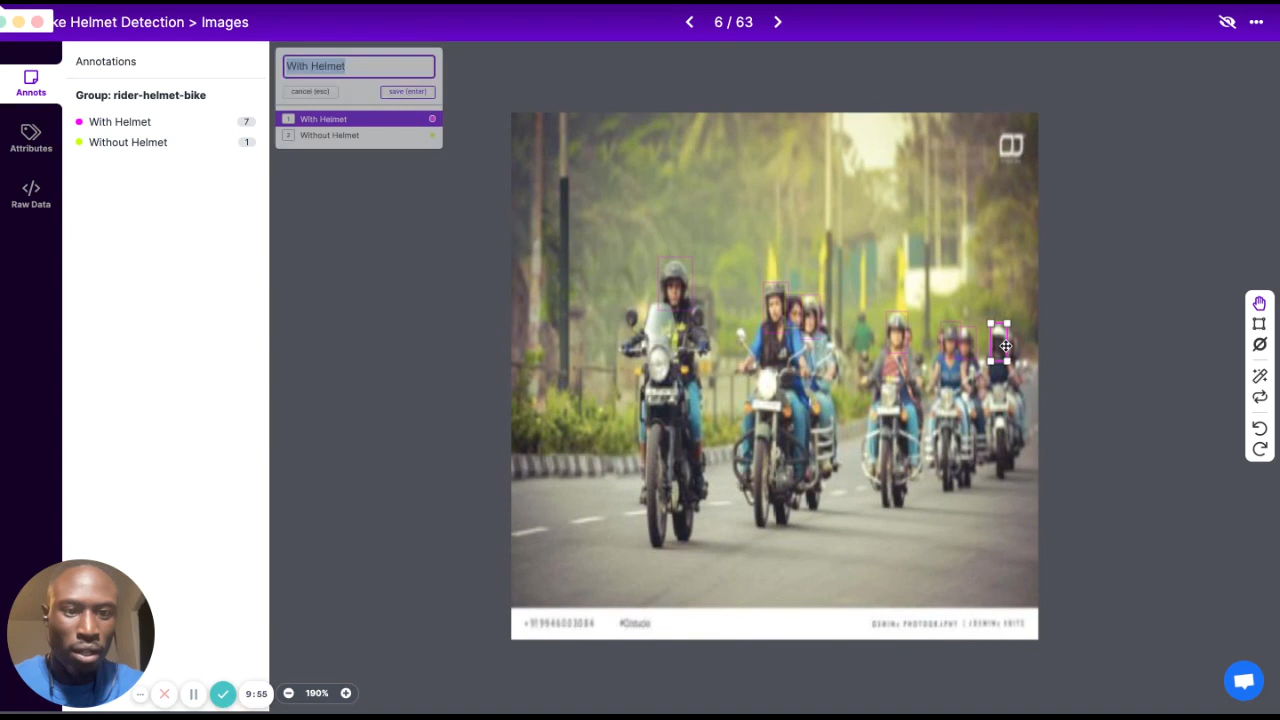 ke Helmet Detection > Images
6 / 63
Annots
Attributes
Raw Data
Annotations
Group: rider-helmet-bike
With Helmet 7
Without Helmet 1
With Helmet
cancel (esc) save (enter)
1 With Helmet
2 Without Helmet
+919946003084
9:55
190%